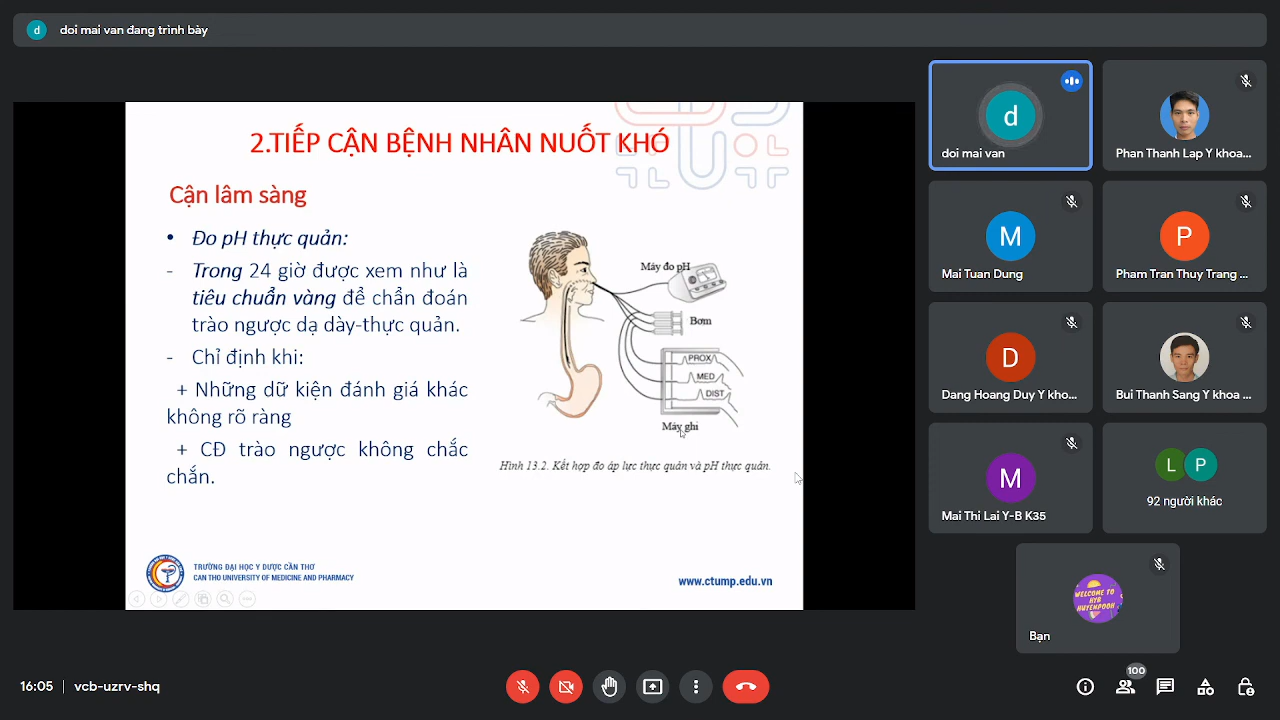 d
doi mai van đang trình bày
2.TIẾP CẬN BỆNH NHÂN NUỐT KHÓ
Cận lâm sàng
• Đo pH thực quản:
- Trong 24 giờ được xem như là
tiêu chuẩn vàng để chẩn đoán
trào ngược dạ dày-thực quản.
- Chỉ định khi:
+ Những dữ kiện đánh giá khác
không rõ ràng
+ CĐ trào ngược không chắc
chắn.
Máy đo pH
Bơm
PROX
MED
DIST
Máy ghi
Hình 13.2. Kết hợp đo áp lực thực quản và pH thực quản.
TRƯỜNG ĐẠI HỌC Y DƯỢC CẦN THƠ
CAN THO UNIVERSITY OF MEDICINE AND PHARMACY
www.ctump.edu.vn
d
doi mai van
Phan Thanh Lap Y khoa...
M
Mai Tuan Dung
P
Pham Tran Thuy Trang ...
D
Dang Hoang Duy Y kho...
Bui Thanh Sang Y khoa ...
M
Mai Thi Lai Y-B K35
L P
92 người khác
WELCOME TO
HYB
HUYENPOOH
Bạn
16:05 | vcb-uzrv-shq
100